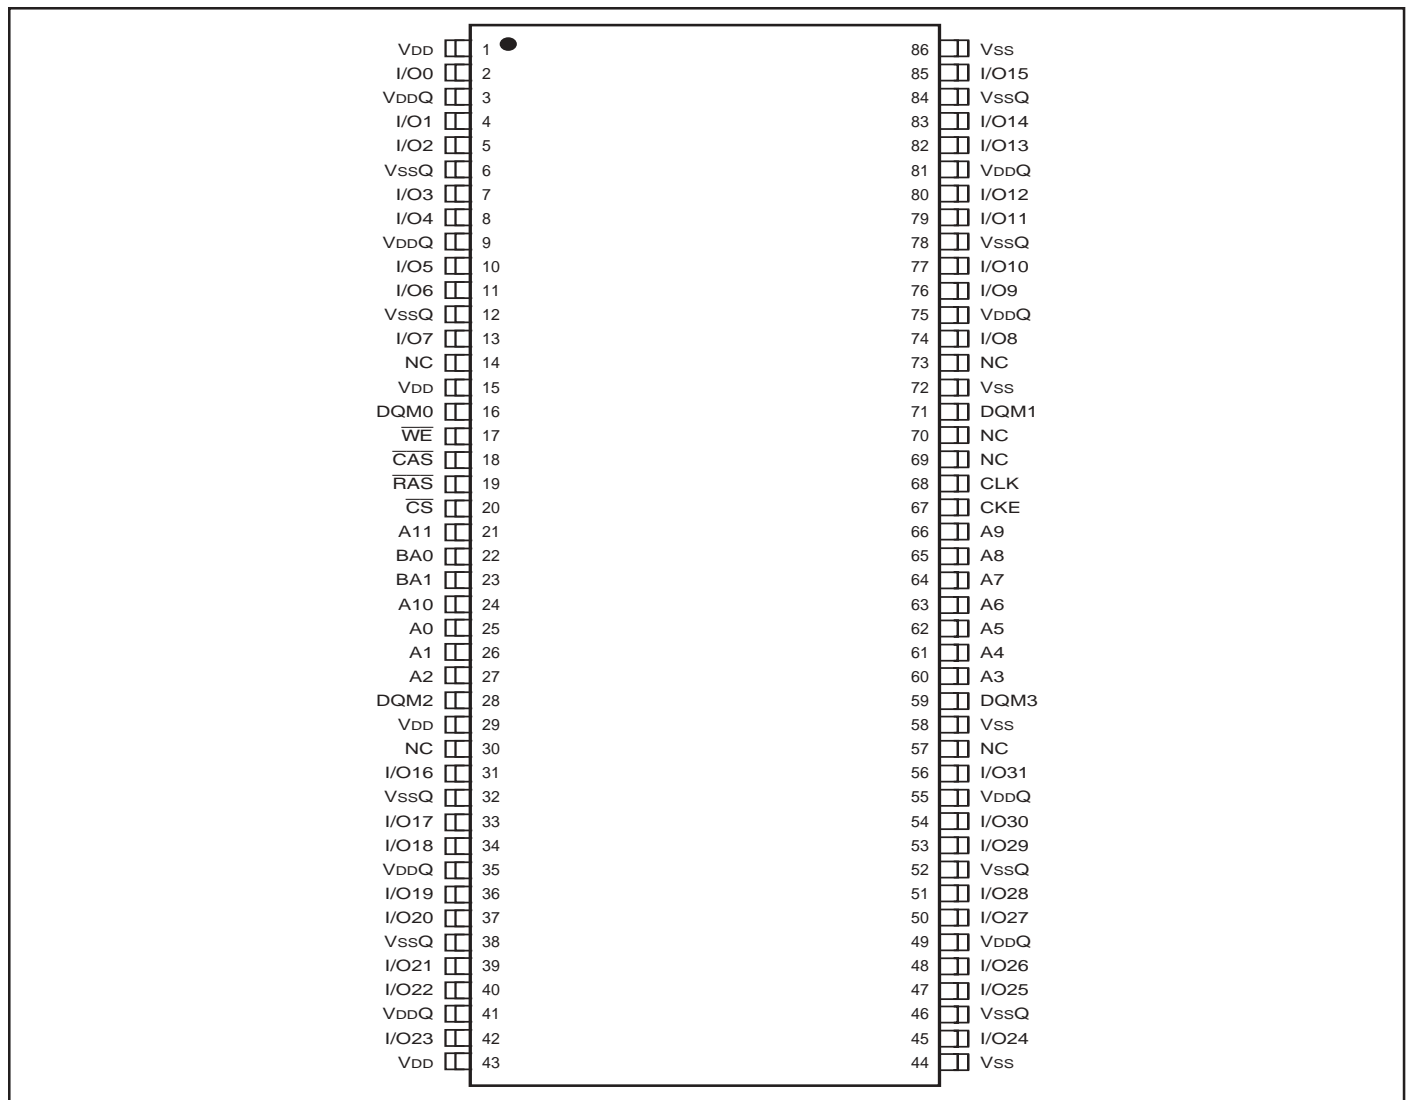 VDD 1 86 VSS
I/O0 2 85 I/O15
VDDQ 3 84 VSSQ
I/O1 4 83 I/O14
I/O2 5 82 I/O13
VSSQ 6 81 VDDQ
I/O3 7 80 I/O12
I/O4 8 79 I/O11
VDDQ 9 78 VSSQ
I/O5 10 77 I/O10
I/O6 11 76 I/O9
VSSQ 12 75 VDDQ
I/O7 13 74 I/O8
NC 14 73 NC
VDD 15 72 VSS
DQM0 16 71 DQM1
W̅E̅ 17 70 NC
C̅A̅S̅ 18 69 NC
R̅A̅S̅ 19 68 CLK
C̅S̅ 20 67 CKE
A11 21 66 A9
BA0 22 65 A8
BA1 23 64 A7
A10 24 63 A6
A0 25 62 A5
A1 26 61 A4
A2 27 60 A3
DQM2 28 59 DQM3
VDD 29 58 VSS
NC 30 57 NC
I/O16 31 56 I/O31
VSSQ 32 55 VDDQ
I/O17 33 54 I/O30
I/O18 34 53 I/O29
VDDQ 35 52 VSSQ
I/O19 36 51 I/O28
I/O20 37 50 I/O27
VSSQ 38 49 VDDQ
I/O21 39 48 I/O26
I/O22 40 47 I/O25
VDDQ 41 46 VSSQ
I/O23 42 45 I/O24
VDD 43 44 VSS